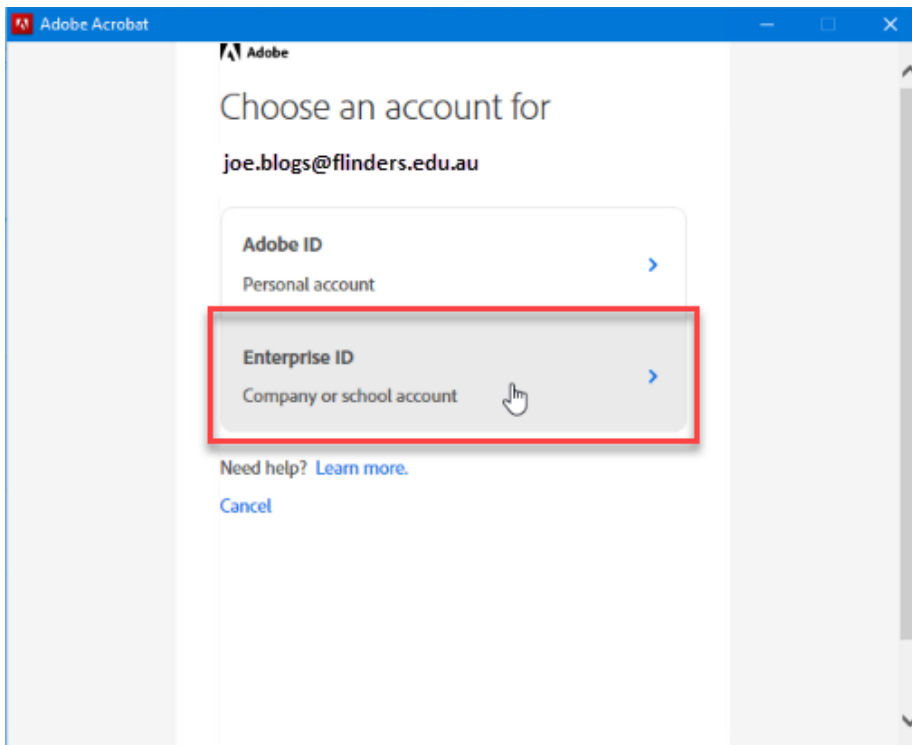 Adobe Acrobat
Adobe
Choose an account for
joe.blogs@flinders.edu.au
Adobe ID
Personal account
Enterprise ID
Company or school account
Need help? Learn more.
Cancel